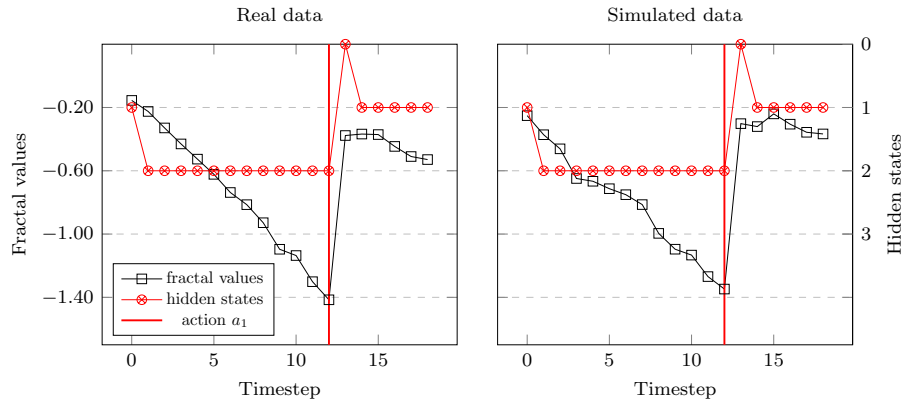 Real data
Simulated data
Fractal values
−0.20
−0.60
−1.00
−1.40
fractal values
hidden states
action a₁
0
5
10
15
Timestep
0
5
10
15
Timestep
0
1
2
3
Hidden states